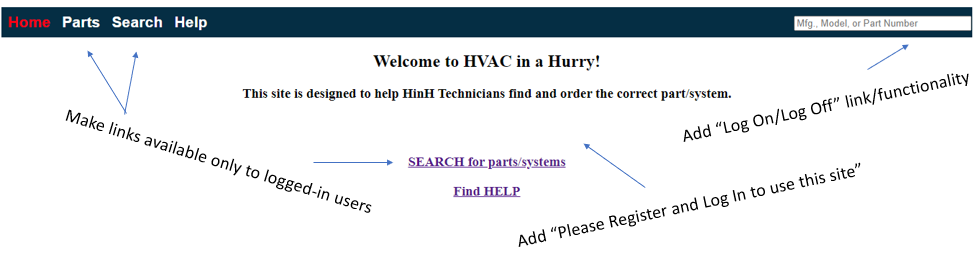 Home Parts Search Help
Mfg., Model, or Part Number
Welcome to HVAC in a Hurry!
This site is designed to help HinH Technicians find and order the correct part/system.
Add “Log On/Log Off” link/functionality
Make links available only to logged-in users
SEARCH for parts/systems
Find HELP
Add “Please Register and Log In to use this site”